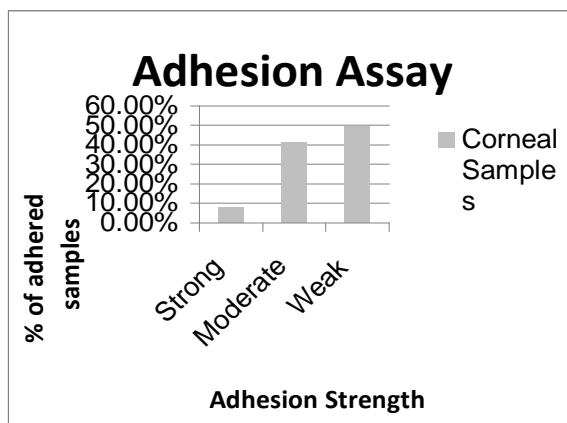 Adhesion Assay
60.00%
50.00%
40.00%
30.00%
20.00%
10.00%
0.00%
% of adhered
samples
Strong
Moderate
Weak
Adhesion Strength
Corneal
Sample
s